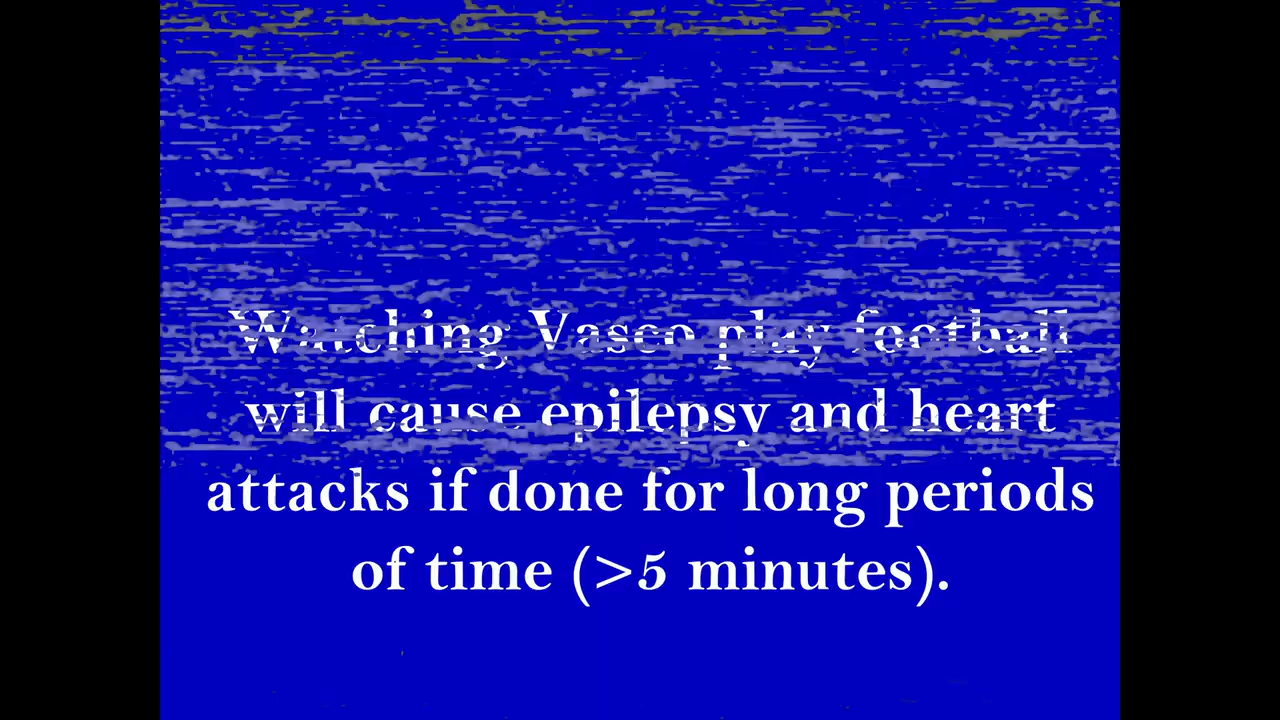 Watching Vasco play football
will cause epilepsy and heart
attacks if done for long periods
of time (>5 minutes).